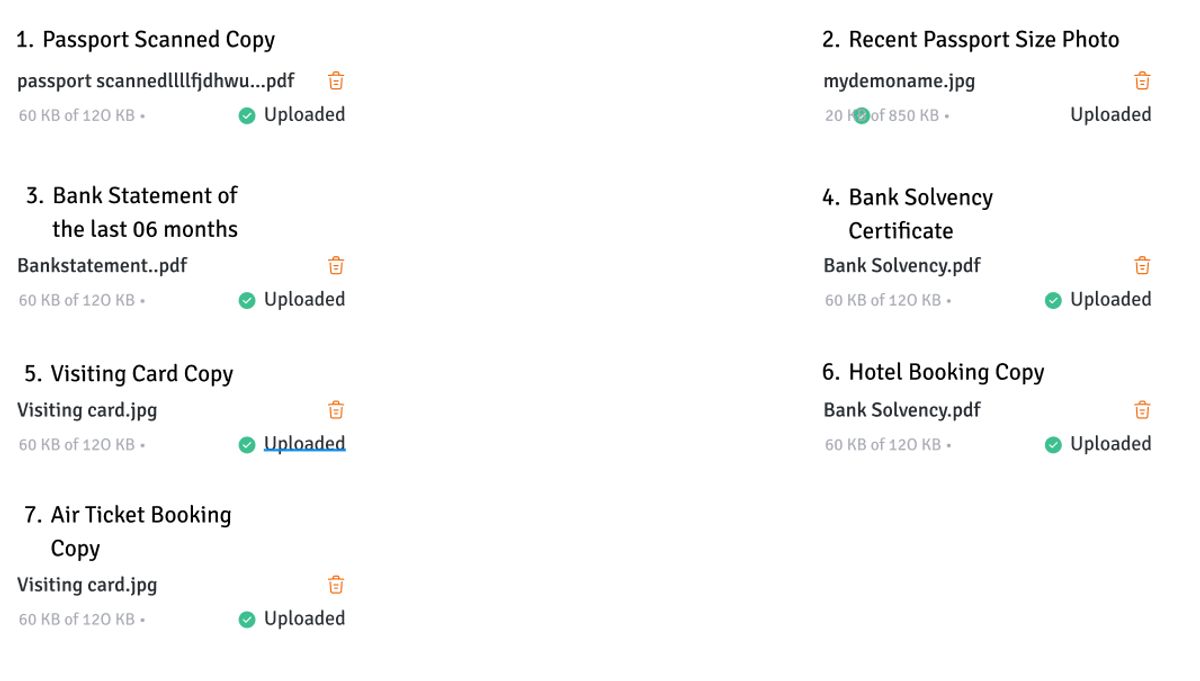 1. Passport Scanned Copy
passport scannedllllfjdhwu...pdf
60 KB of 120 KB •
Uploaded
2. Recent Passport Size Photo
mydemoname.jpg
20 KB of 850 KB •
Uploaded
3. Bank Statement of
the last 06 months
Bankstatement..pdf
60 KB of 120 KB •
Uploaded
4. Bank Solvency
Certificate
Bank Solvency.pdf
60 KB of 120 KB •
Uploaded
5. Visiting Card Copy
Visiting card.jpg
60 KB of 120 KB •
Uploaded
6. Hotel Booking Copy
Bank Solvency.pdf
60 KB of 120 KB •
Uploaded
7. Air Ticket Booking
Copy
Visiting card.jpg
60 KB of 120 KB •
Uploaded